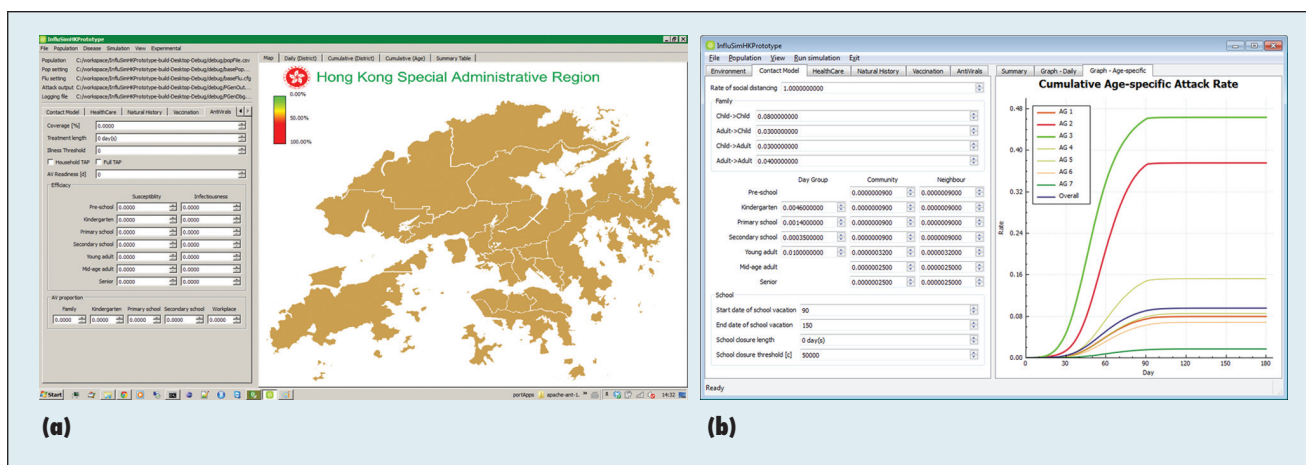 InfluSimHKPrototype
File Population Disease Simulation View Experimental
Population C:/workspace/InfluSimHKPrototype-build-Desktop-Debug/debug/popFile.csv
Pop setting C:/workspace/InfluSimHKPrototype-build-Desktop-Debug/debug/basePop...
Flu setting C:/workspace/InfluSimHKPrototype-build-Desktop-Debug/debug/baseFlu.cfg
Attack output C:/workspace/InfluSimHKPrototype-build-Desktop-Debug/debug/PGenOut...
Logging file C:/workspace/InfluSimHKPrototype-build-Desktop-Debug/debug/PGenDbg...
Contact Model HealthCare Natural History Vaccination AntiVirals
Coverage [%] 0.0000
Treatment length 0 day(s)
Illness Threshold 0
Household TAP Full TAP
AV Readiness [d] 0
Efficacy
Susceptiblity Infectiousness
Pre-school 0.0000 0.0000
Kindergarten 0.0000 0.0000
Primary school 0.0000 0.0000
Secondary school 0.0000 0.0000
Young adult 0.0000 0.0000
Mid-age adult 0.0000 0.0000
Senior 0.0000 0.0000
AV proportion
Family Kindergarten Primary school Secondary school Workplace
0.0000 0.0000 0.0000 0.0000 0.0000
Map Daily (District) Cumulative (District) Cumulative (Age) Summary Table
Hong Kong Special Administrative Region
0.00%
50.00%
100.00%
Start
portApps apache-ant-1. 14:32
(a)
InfluSimHKPrototype
File Population View Run simulation Exit
Environment Contact Model HealthCare Natural History Vaccination AntiVirals
Rate of social distancing 1.0000000000
Family
Child->Child 0.0800000000
Adult->Child 0.0300000000
Child->Adult 0.0300000000
Adult->Adult 0.0400000000
Day Group Community Neighbour
Pre-school 0.0000000900 0.0000009000
Kindergarten 0.0046000000 0.0000000900 0.0000009000
Primary school 0.0014000000 0.0000000900 0.0000009000
Secondary school 0.0003500000 0.0000000900 0.0000009000
Young adult 0.0100000000 0.0000003200 0.0000032000
Mid-age adult 0.0000002500 0.0000025000
Senior 0.0000002500 0.0000025000
School
Start date of school vacation 90
End date of school vacation 150
School closure length 0 day(s)
School closure threshold [c] 50000
Ready
Summary Graph - Daily Graph - Age-specific
Cumulative Age-specific Attack Rate
AG 1
AG 2
AG 3
AG 4
AG 5
AG 6
AG 7
Overall
Rate
0.48
0.40
0.32
0.24
0.16
0.08
0.00
0 30 60 90 120 150 180
Day
(b)